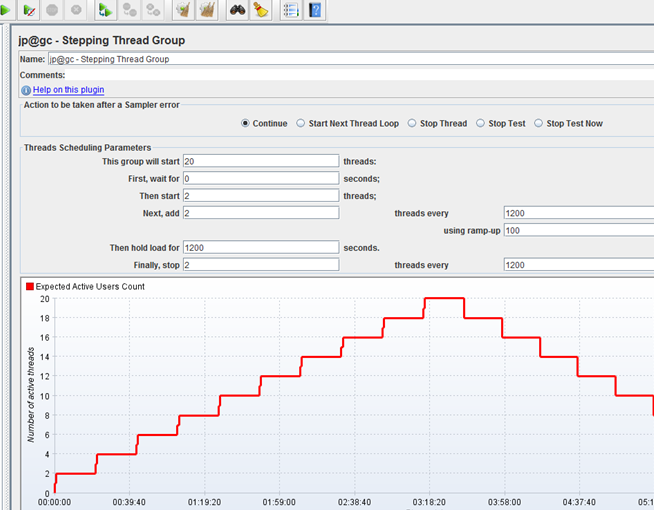 jp@gc - Stepping Thread Group
Name: jp@gc - Stepping Thread Group
Comments:
Help on this plugin
Action to be taken after a Sampler error
Continue Start Next Thread Loop Stop Thread Stop Test Stop Test Now
Threads Scheduling Parameters
This group will start 20 threads:
First, wait for 0 seconds;
Then start 2 threads;
Next, add 2 threads every 1200
using ramp-up 100
Then hold load for 1200 seconds.
Finally, stop 2 threads every 1200
Expected Active Users Count
20
18
16
14
12
10
8
6
4
2
0
Number of active threads
00:00:00 00:39:40 01:19:20 01:59:00 02:38:40 03:18:20 03:58:00 04:37:40 05:1